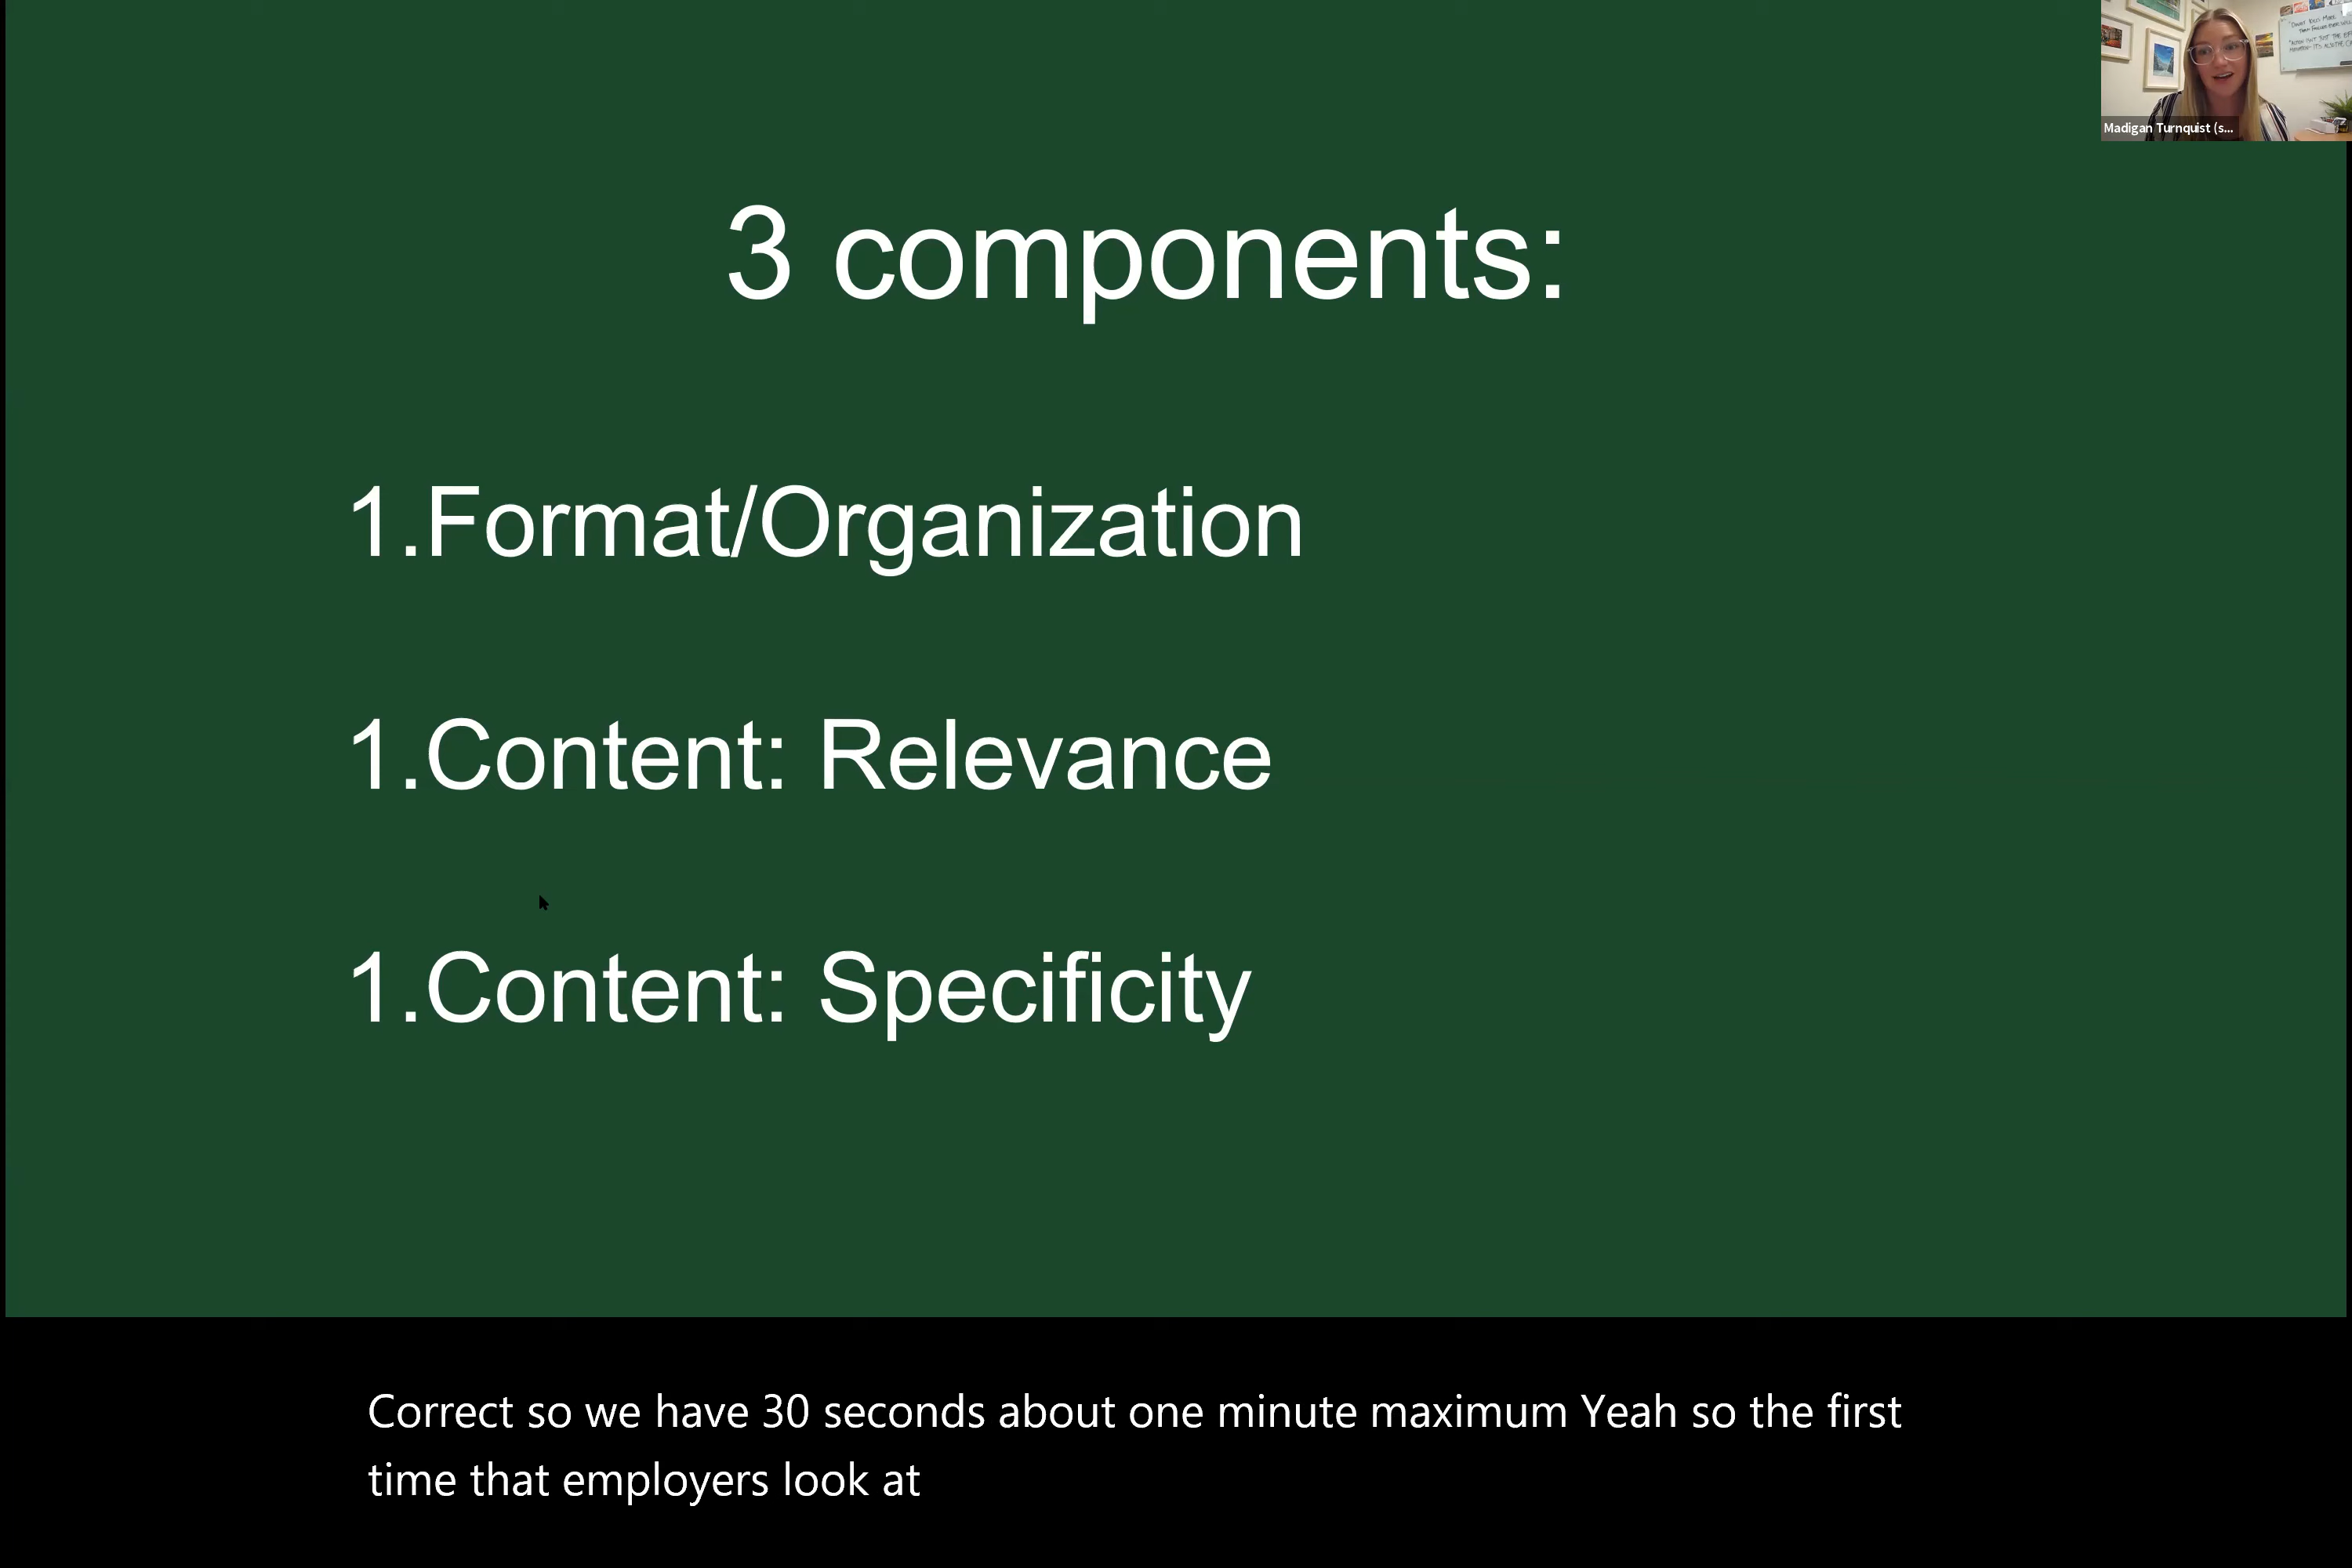 3 components:
1.Format/Organization
1.Content: Relevance
1.Content: Specificity
Madigan Turnquist (s...
Correct so we have 30 seconds about one minute maximum Yeah so the first
time that employers look at